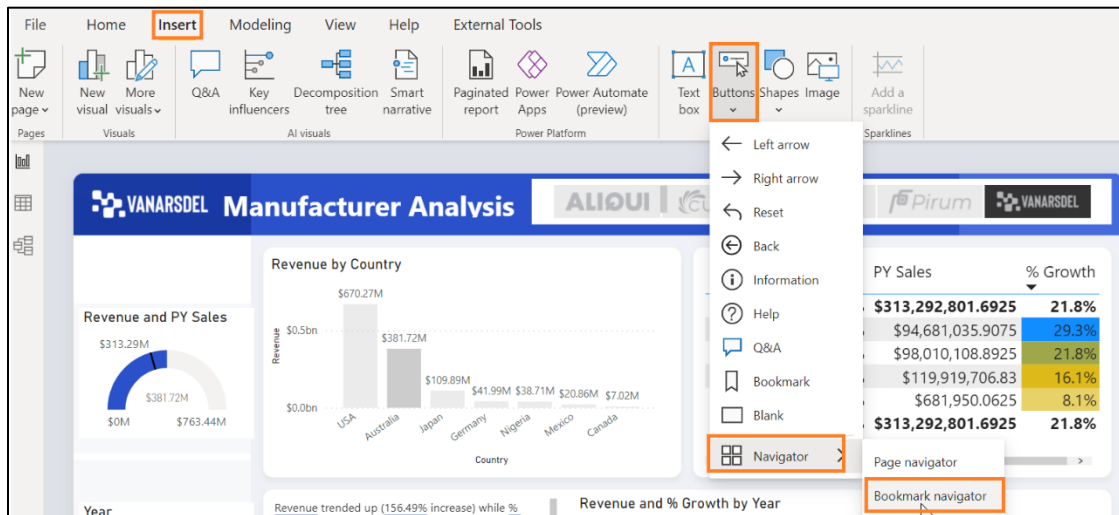 File Home Insert Modeling View Help External Tools
New page
New visual
More visuals
Q&A
Key influencers
Decomposition tree
Smart narrative
Paginated report
Power Apps
Power Automate (preview)
Text box
Buttons
Shapes
Image
Add a sparkline
Pages Visuals AI visuals Power Platform Sparklines
Left arrow
Right arrow
Reset
Back
Information
Help
Q&A
Bookmark
Blank
Navigator
Page navigator
Bookmark navigator
VANARSDEL Manufacturer Analysis
ALIQUI
Pirum
VANARSDEL
Revenue and PY Sales
$313.29M
$381.72M
$0M $763.44M
Year
Revenue by Country
Revenue
$0.5bn
$0.0bn
$670.27M
$381.72M
$109.89M
$41.99M
$38.71M
$20.86M
$7.02M
USA
Australia
Japan
Germany
Nigeria
Mexico
Canada
Country
PY Sales % Growth
$313,292,801.6925 21.8%
$94,681,035.9075 29.3%
$98,010,108.8925 21.8%
$119,919,706.83 16.1%
$681,950.0625 8.1%
$313,292,801.6925 21.8%
Revenue trended up (156.49% increase) while %
Revenue and % Growth by Year